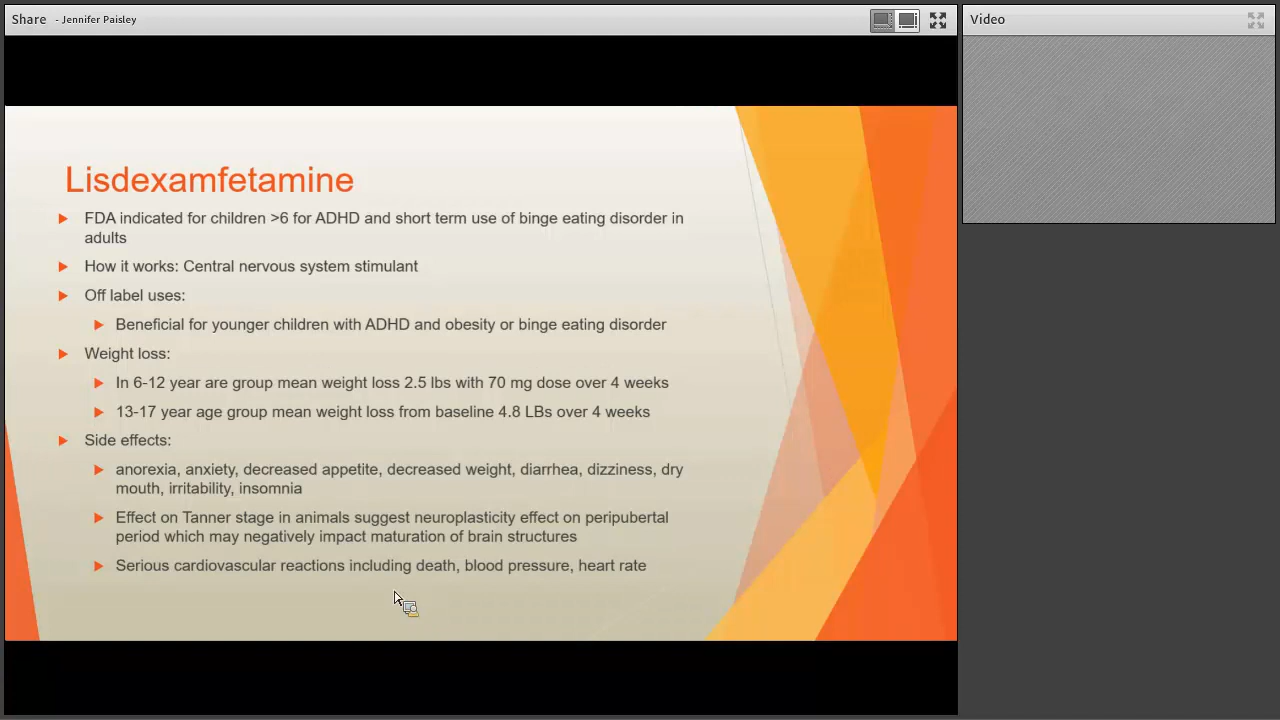 Share - Jennifer Paisley
Video
Lisdexamfetamine
FDA indicated for children >6 for ADHD and short term use of binge eating disorder in
adults
How it works: Central nervous system stimulant
Off label uses:
Beneficial for younger children with ADHD and obesity or binge eating disorder
Weight loss:
In 6-12 year are group mean weight loss 2.5 lbs with 70 mg dose over 4 weeks
13-17 year age group mean weight loss from baseline 4.8 LBs over 4 weeks
Side effects:
anorexia, anxiety, decreased appetite, decreased weight, diarrhea, dizziness, dry
mouth, irritability, insomnia
Effect on Tanner stage in animals suggest neuroplasticity effect on peripubertal
period which may negatively impact maturation of brain structures
Serious cardiovascular reactions including death, blood pressure, heart rate